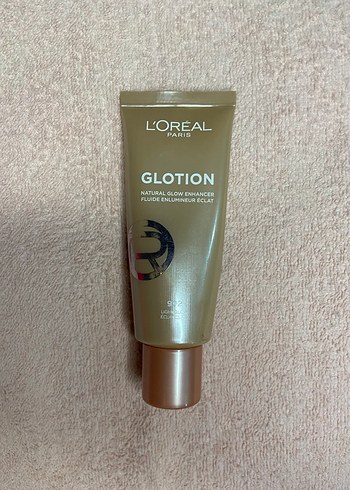 L'ORÉAL
PARIS
GLOTION
NATURAL GLOW ENHANCER
FLUIDE ENLUMINEUR ÉCLAT